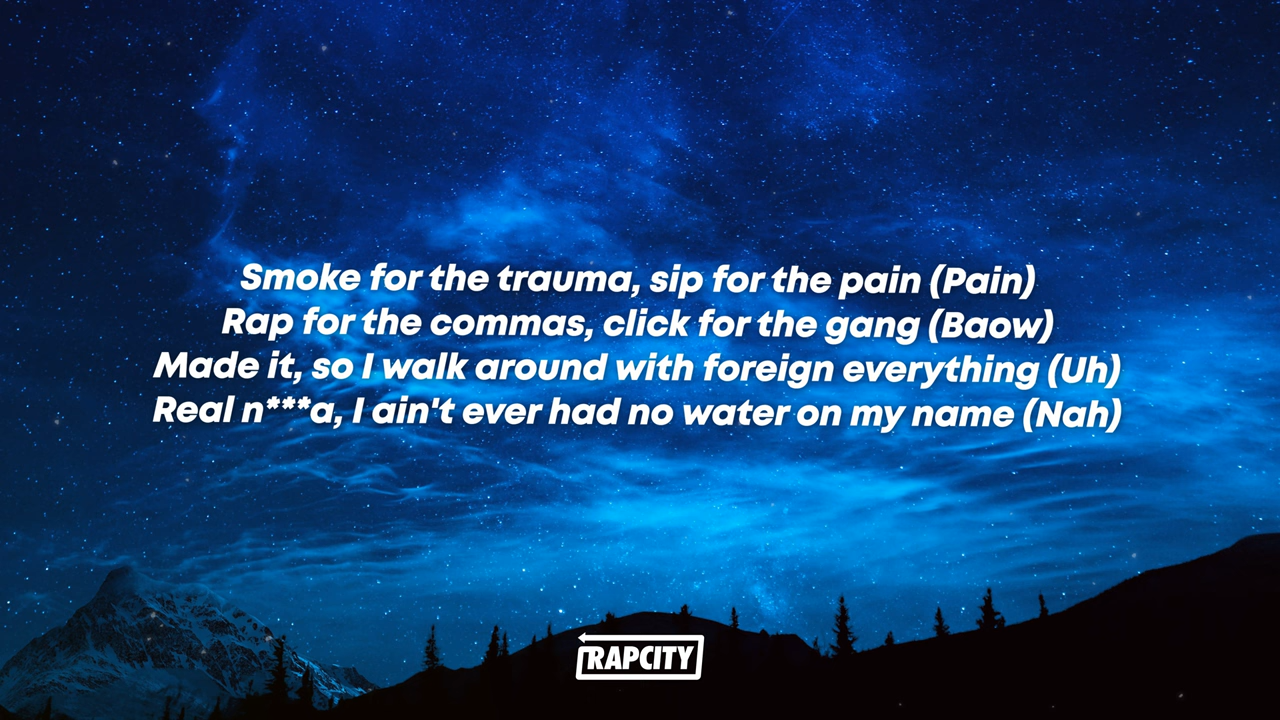 Smoke for the trauma, sip for the pain (Pain)
Rap for the commas, click for the gang (Baow)
Made it, so I walk around with foreign everything (Uh)
Real n***a, I ain't ever had no water on my name (Nah)
RAPCITY